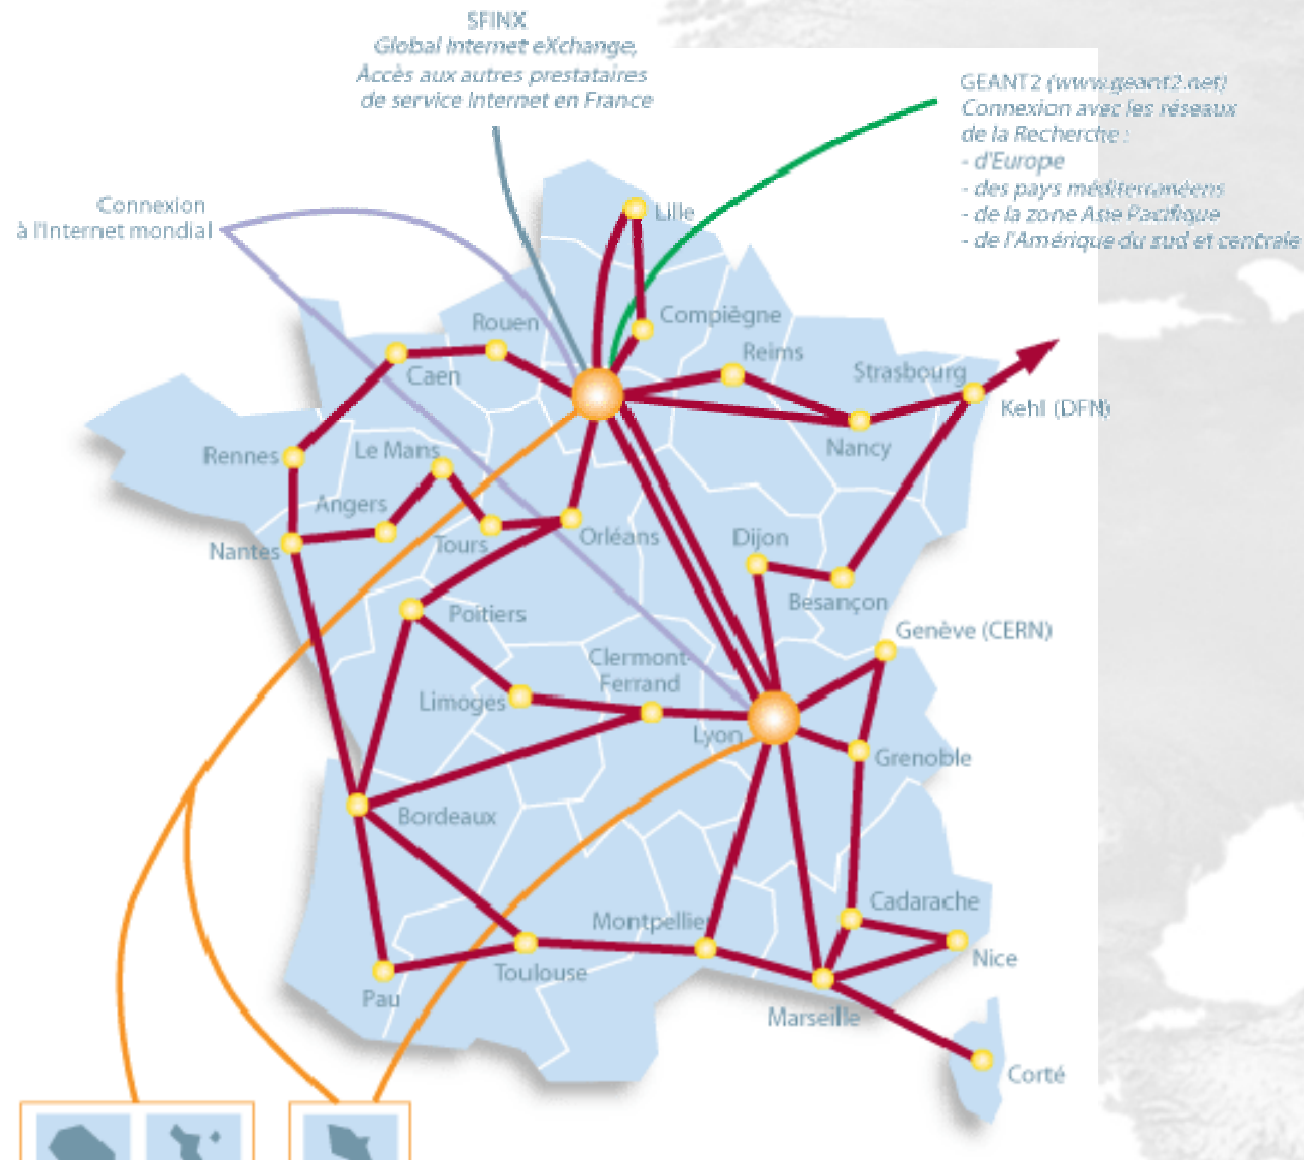 SFINX
Global Internet eXchange,
Accès aux autres prestataires
de service Internet en France
GEANT2 (www.geant2.net)
Connexion avec les réseaux
de la Recherche :
- d'Europe
- des pays méditerranéens
- de la zone Asie Pacifique
- de l'Amérique du sud et centrale
Connexion
à l'Internet mondial
Lille
Compiègne
Rouen
Reims
Caen
Strasbourg
Kehl (DFN)
Nancy
Rennes
Le Mans
Angers
Nantes
Tours
Orléans
Dijon
Besançon
Poitiers
Genève (CERN)
Clermont-
Ferrand
Limoges
Lyon
Grenoble
Bordeaux
Cadarache
Montpellier
Nice
Toulouse
Pau
Marseille
Corté